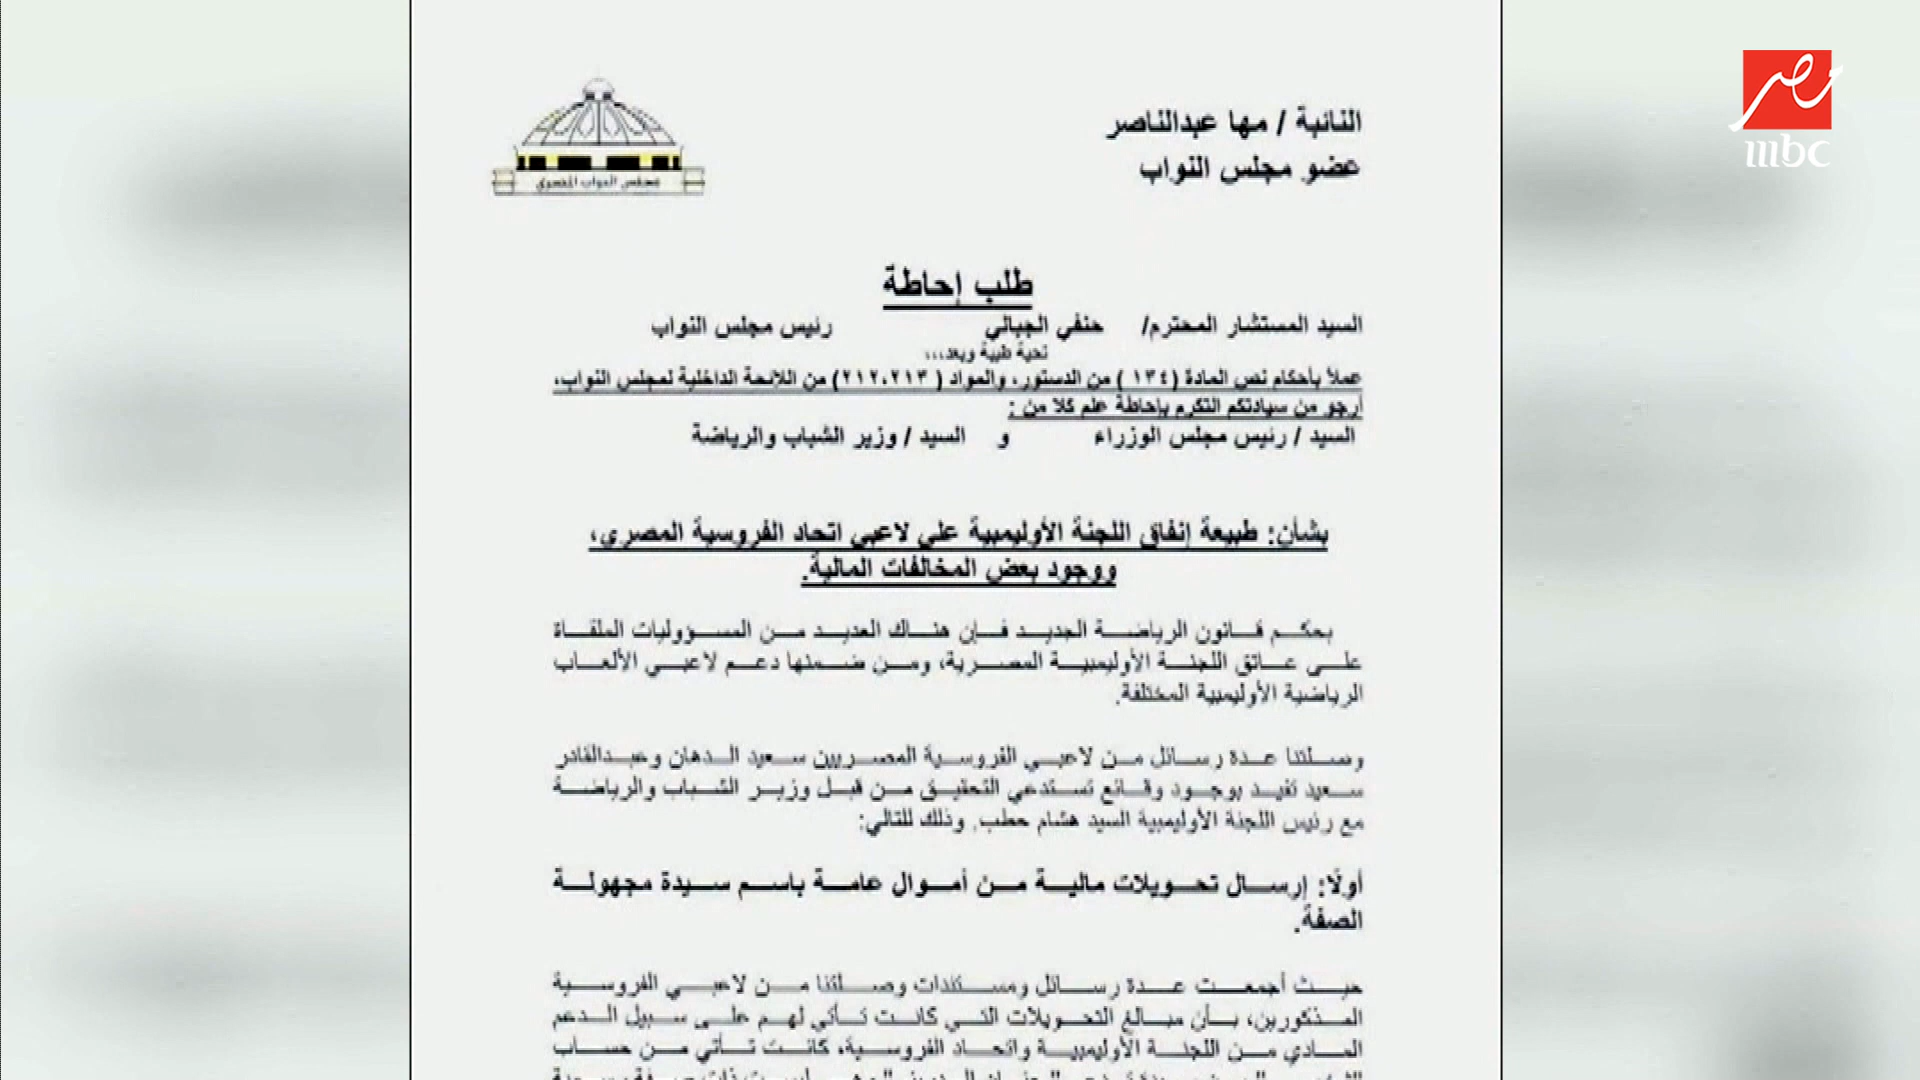 مصر
mbc
النائبة / مها عبدالناصر
عضو مجلس النواب
مجلس النواب المصري
طلب إحاطة
السيد المستشار المحترم/ حنفي الجبالي رئيس مجلس النواب
تحية طيبة وبعد،،،
عملاً بأحكام نص المادة (١٣٤ ) من الدستور، والمواد ( ٢١٢،٢١٣) من اللائحة الداخلية لمجلس النواب،
أرجو من سيادتكم التكرم بإحاطة علم كلا من :
السيد / رئيس مجلس الوزراء و السيد / وزير الشباب والرياضة
بشأن: طبيعة إنفاق اللجنة الأوليمبية على لاعبي اتحاد الفروسية المصري،
ووجود بعض المخالفات المالية.
بحكم قانون الرياضة الجديد فإن هناك العديد من المسؤوليات الملقاة
على عاتق اللجنة الأوليمبية المصرية، ومن ضمنها دعم لاعبي الألعاب
الرياضية الأوليمبية المختلفة.
وصلتنا عدة رسائل من لاعبي الفروسية المصريين سعيد الدهان وعبدالقادر
سعيد تفيد بوجود وقائع تستدعي التحقيق من قبل وزير الشباب والرياضة
مع رئيس اللجنة الأوليمبية السيد هشام حطب. وذلك للتالي:
أولًا: إرسال تحويلات مالية من أموال عامة باسم سيدة مجهولة
الصفة.
حيث أجمعت عدة رسائل ومستندات وصلتنا من لاعبي الفروسية
المذكورين، بأن مبالغ التحويلات التي كانت تأتي لهم على سبيل الدعم
المادي من اللجنة الأوليمبية واتحاد الفروسية، كانت تأتي من حساب